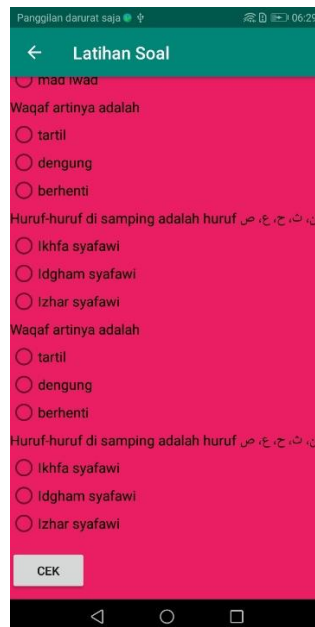 Panggilan darurat saja 06:29
Latihan Soal
mad iwad
Waqaf artinya adalah
tartil
dengung
berhenti
Huruf-huruf di samping adalah huruf ن، ث، ح، ع، ص
Ikhfa syafawi
Idgham syafawi
Izhar syafawi
Waqaf artinya adalah
tartil
dengung
berhenti
Huruf-huruf di samping adalah huruf ن، ث، ح، ع، ص
Ikhfa syafawi
Idgham syafawi
Izhar syafawi
CEK